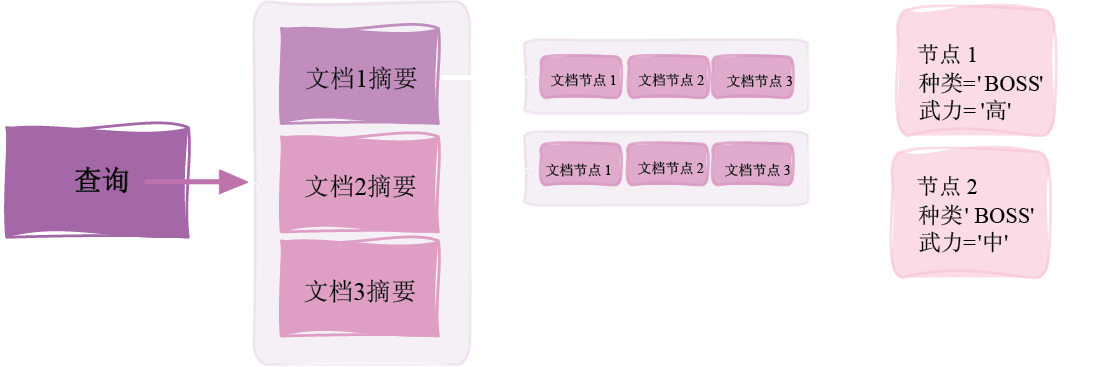 查询
文档1摘要
文档2摘要
文档3摘要
文档节点 1
文档节点 2
文档节点 3
文档节点 1
文档节点 2
文档节点 3
节点 1
种类='BOSS'
武力= '高'
节点 2
种类' BOSS'
武力='中'